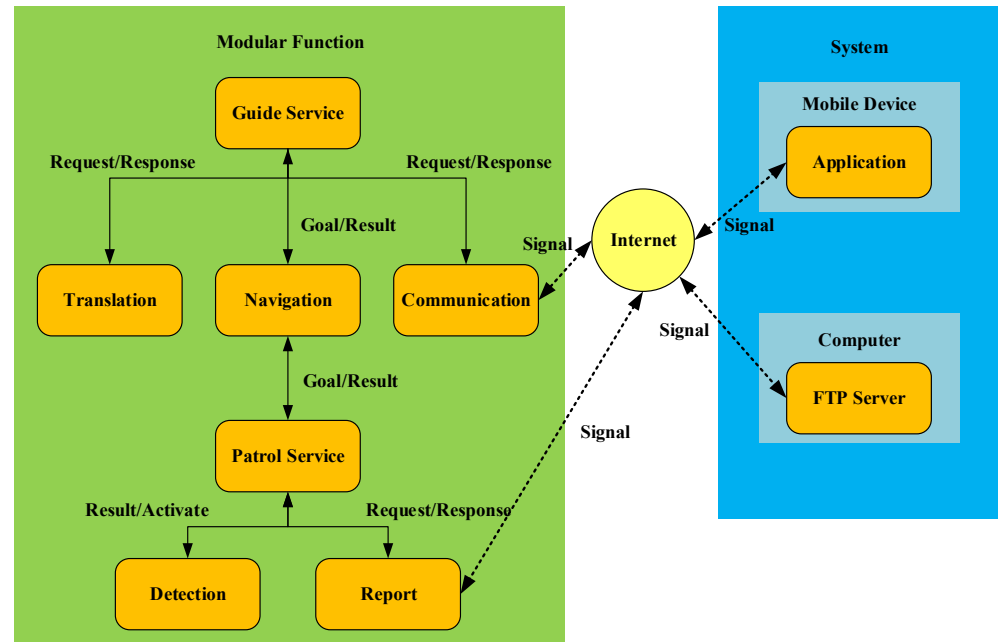 Modular Function
System
Guide Service
Mobile Device
Application
Request/Response
Request/Response
Goal/Result
Signal
Internet
Signal
Translation
Navigation
Communication
Signal
Computer
FTP Server
Goal/Result
Signal
Patrol Service
Result/Activate
Request/Response
Detection
Report